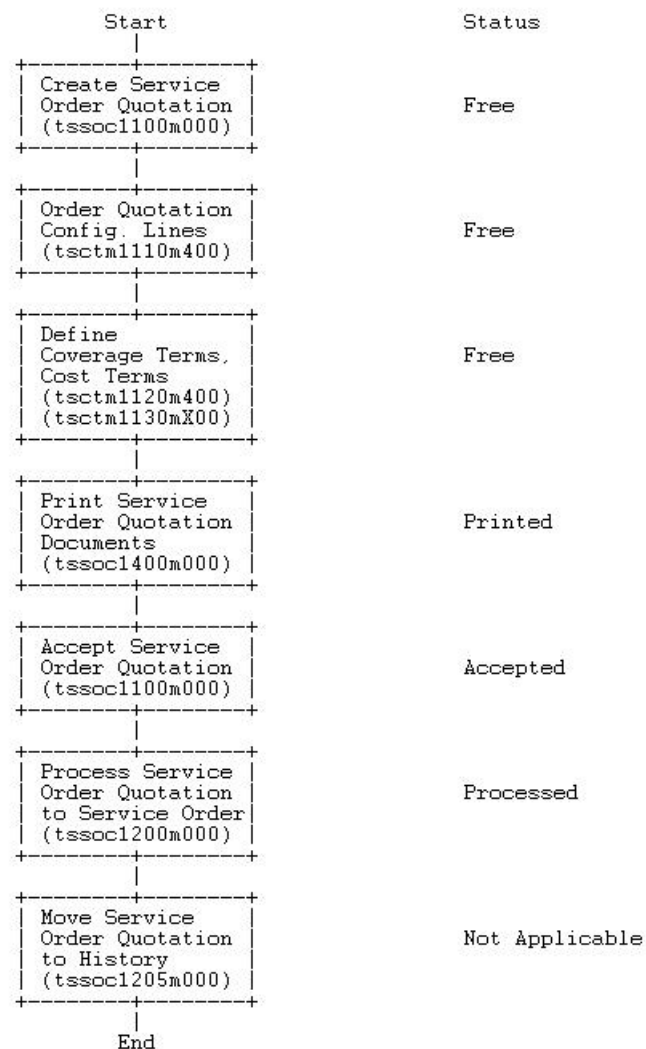 Start Status
Create Service
Order Quotation Free
(tssoc1100m000)
Order Quotation
Config. Lines Free
(tsctm1110m400)
Define
Coverage Terms, Free
Cost Terms
(tsctm1120m400)
(tsctm1130mX00)
Print Service
Order Quotation Printed
Documents
(tssoc1400m000)
Accept Service
Order Quotation Accepted
(tssoc1100m000)
Process Service
Order Quotation Processed
to Service Order
(tssoc1200m000)
Move Service
Order Quotation Not Applicable
to History
(tssoc1205m000)
End